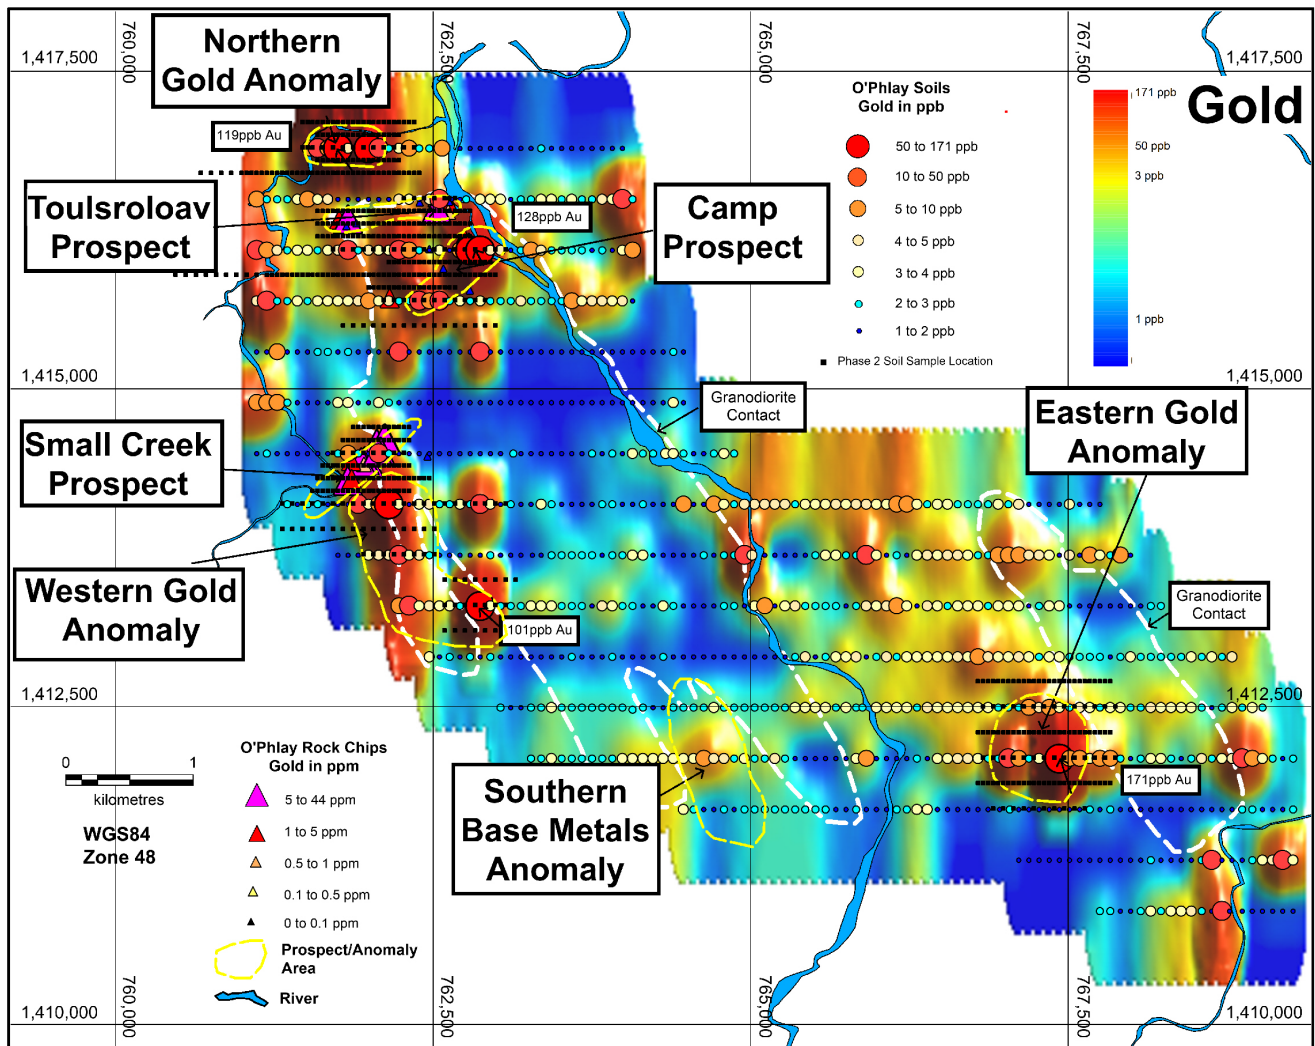 760,000
762,500
765,000
767,500
1,417,500
1,417,500
Northern
Gold Anomaly
119ppb Au
O'Phlay Soils
Gold in ppb
50 to 171 ppb
10 to 50 ppb
5 to 10 ppb
4 to 5 ppb
3 to 4 ppb
2 to 3 ppb
1 to 2 ppb
Phase 2 Soil Sample Location
171 ppb
50 ppb
3 ppb
1 ppb
Gold
Toulsroloav
Prospect
128ppb Au
Camp
Prospect
1,415,000
1,415,000
Granodiorite
Contact
Eastern Gold
Anomaly
Small Creek
Prospect
Western Gold
Anomaly
101ppb Au
Granodiorite
Contact
1,412,500
1,412,500
171ppb Au
Southern
Base Metals
Anomaly
0
1
kilometres
WGS84
Zone 48
O'Phlay Rock Chips
Gold in ppm
5 to 44 ppm
1 to 5 ppm
0.5 to 1 ppm
0.1 to 0.5 ppm
0 to 0.1 ppm
Prospect/Anomaly
Area
River
1,410,000
1,410,000
760,000
762,500
765,000
767,500